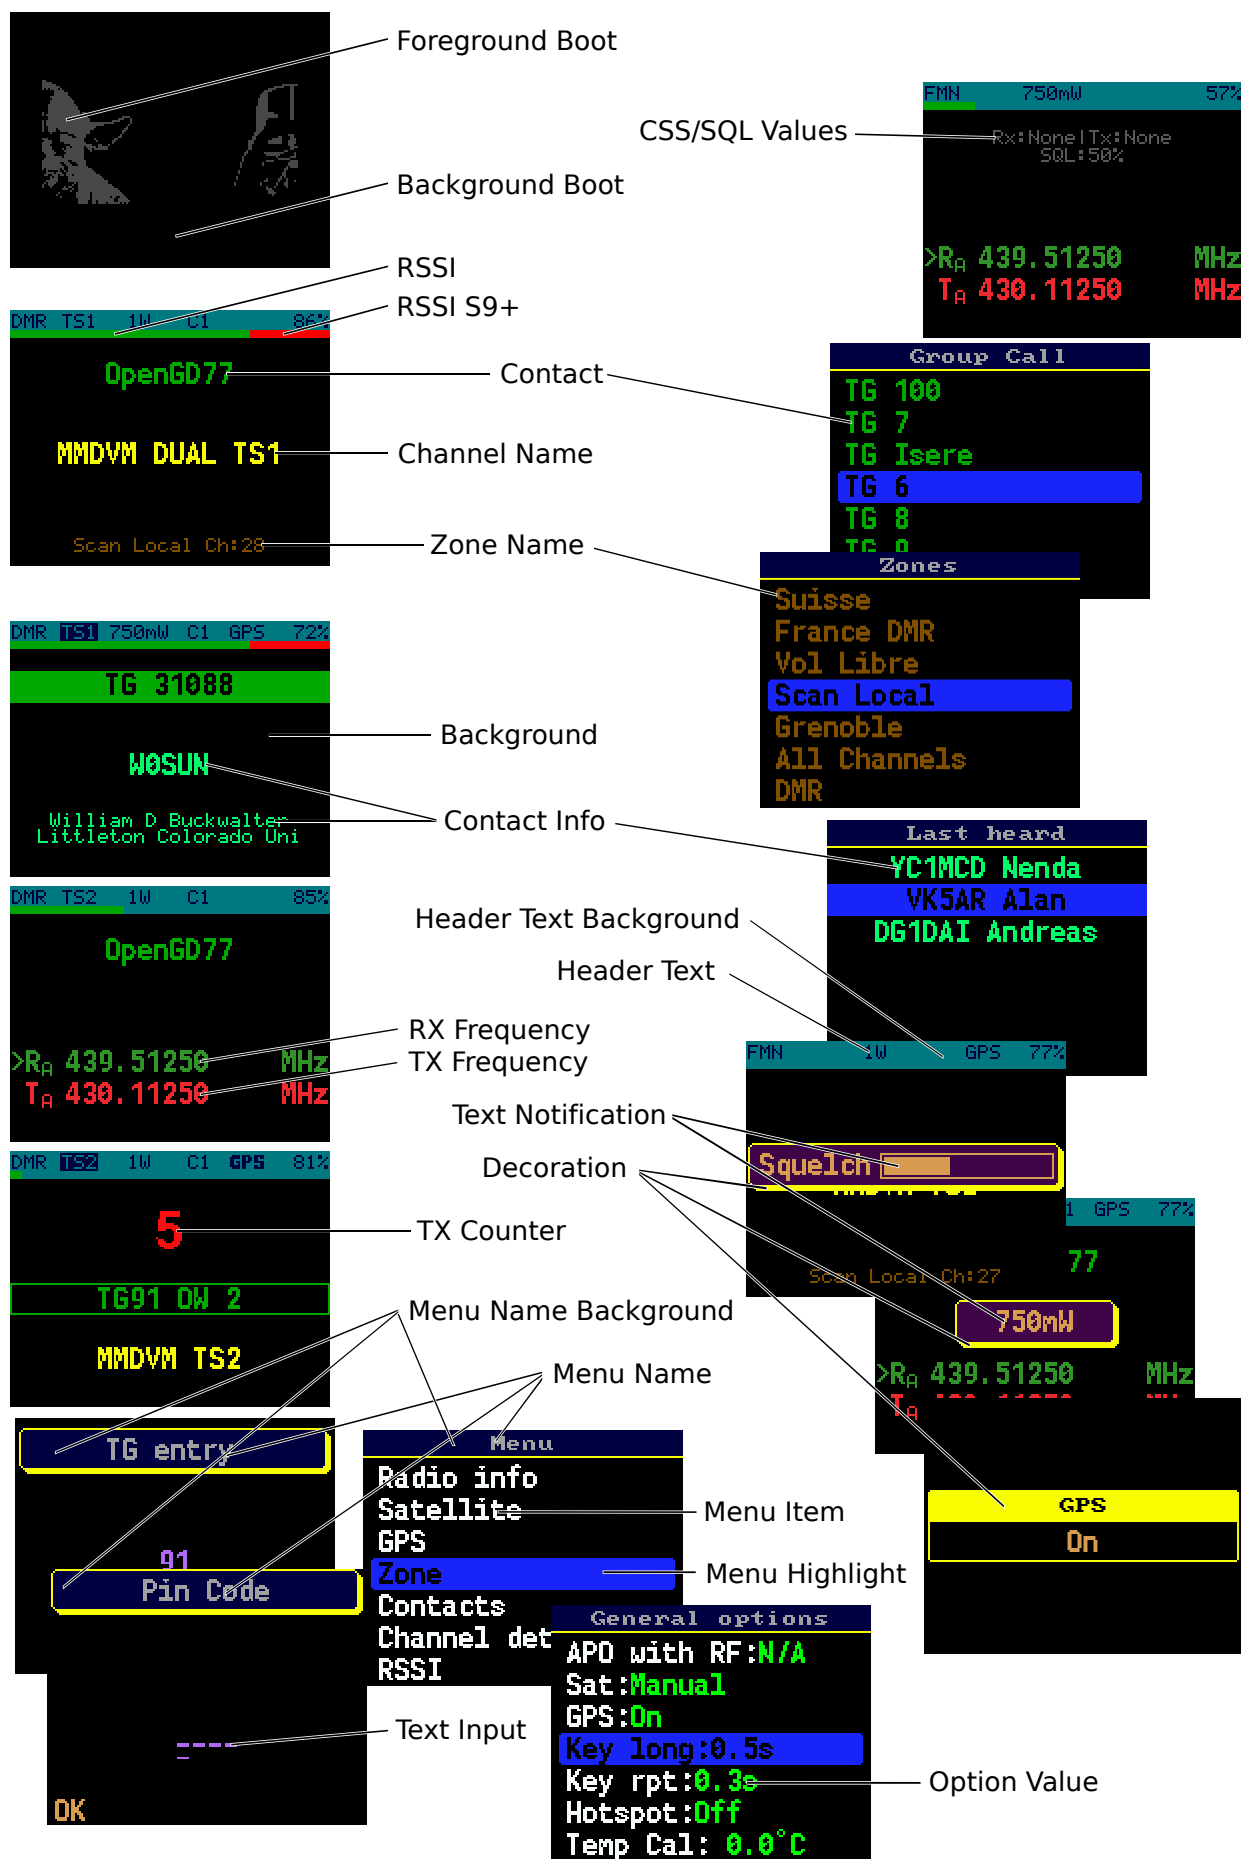 Foreground Boot
Background Boot
FMN 750mW 57%
CSS/SQL Values
Rx:None|Tx:None
SQL:50%
>RA 439.51250 MHz
TA 430.11250 MHz
RSSI
RSSI S9+
DMR TS1 1W C1 86%
OpenGD77
Contact
MMDVM DUAL TS1
Channel Name
Scan Local Ch:28
Zone Name
Group Call
TG 100
TG 7
TG Isere
TG 6
TG 8
TG 9
Zones
Suisse
France DMR
Vol Libre
Scan Local
Grenoble
All Channels
DMR
DMR TS1 750mW C1 GPS 72%
TG 31088
Background
W0SUN
Contact Info
William D Buckwalter
Littleton Colorado Uni
Last heard
YC1MCD Nenda
VK5AR Alan
DG1DAI Andreas
DMR TS2 1W C1 85%
OpenGD77
Header Text Background
Header Text
RX Frequency
TX Frequency
>RA 439.51250 MHz
TA 430.11250 MHz
FMN 1W GPS 77%
Text Notification
Decoration
Squelch
Scan Local Ch:27
DMR TS2 1W C1 GPS 81%
5
TX Counter
TG91 OW 2
MMDVM TS2
1 GPS 77%
77
750mW
>RA 439.51250 MHz
TA
Menu Name Background
Menu Name
TG entry
91
Pin Code
Menu
Radio info
Satellite
GPS
Zone
Contacts
Channel det
RSSI
Menu Item
Menu Highlight
GPS
On
General options
APO with RF:N/A
Sat:Manual
GPS:On
Key long:0.5s
Key rpt:0.3s
Hotspot:Off
Temp Cal: 0.0°C
Text Input
----
OK
Option Value